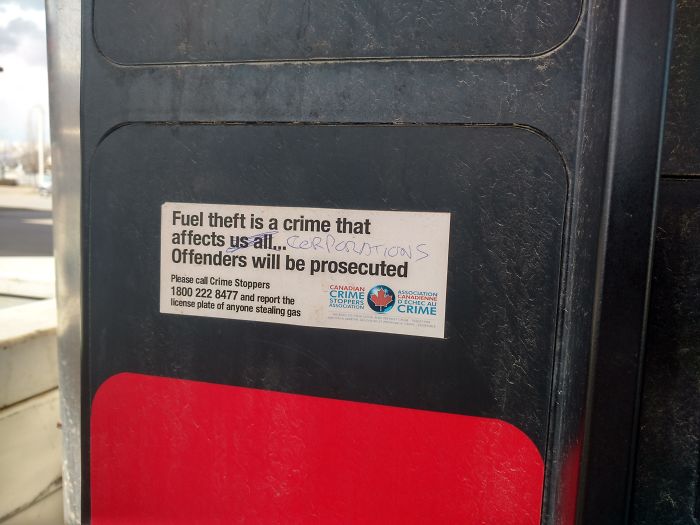 Fuel theft is a crime that
affects us all... CORPORATIONS
Offenders will be prosecuted
Please call Crime Stoppers
1800 222 8477 and report the
license plate of anyone stealing gas
CANADIAN
CRIME
STOPPERS
ASSOCIATION
ASSOCIATION
CANADIENNE
D'ÉCHEC AU
CRIME